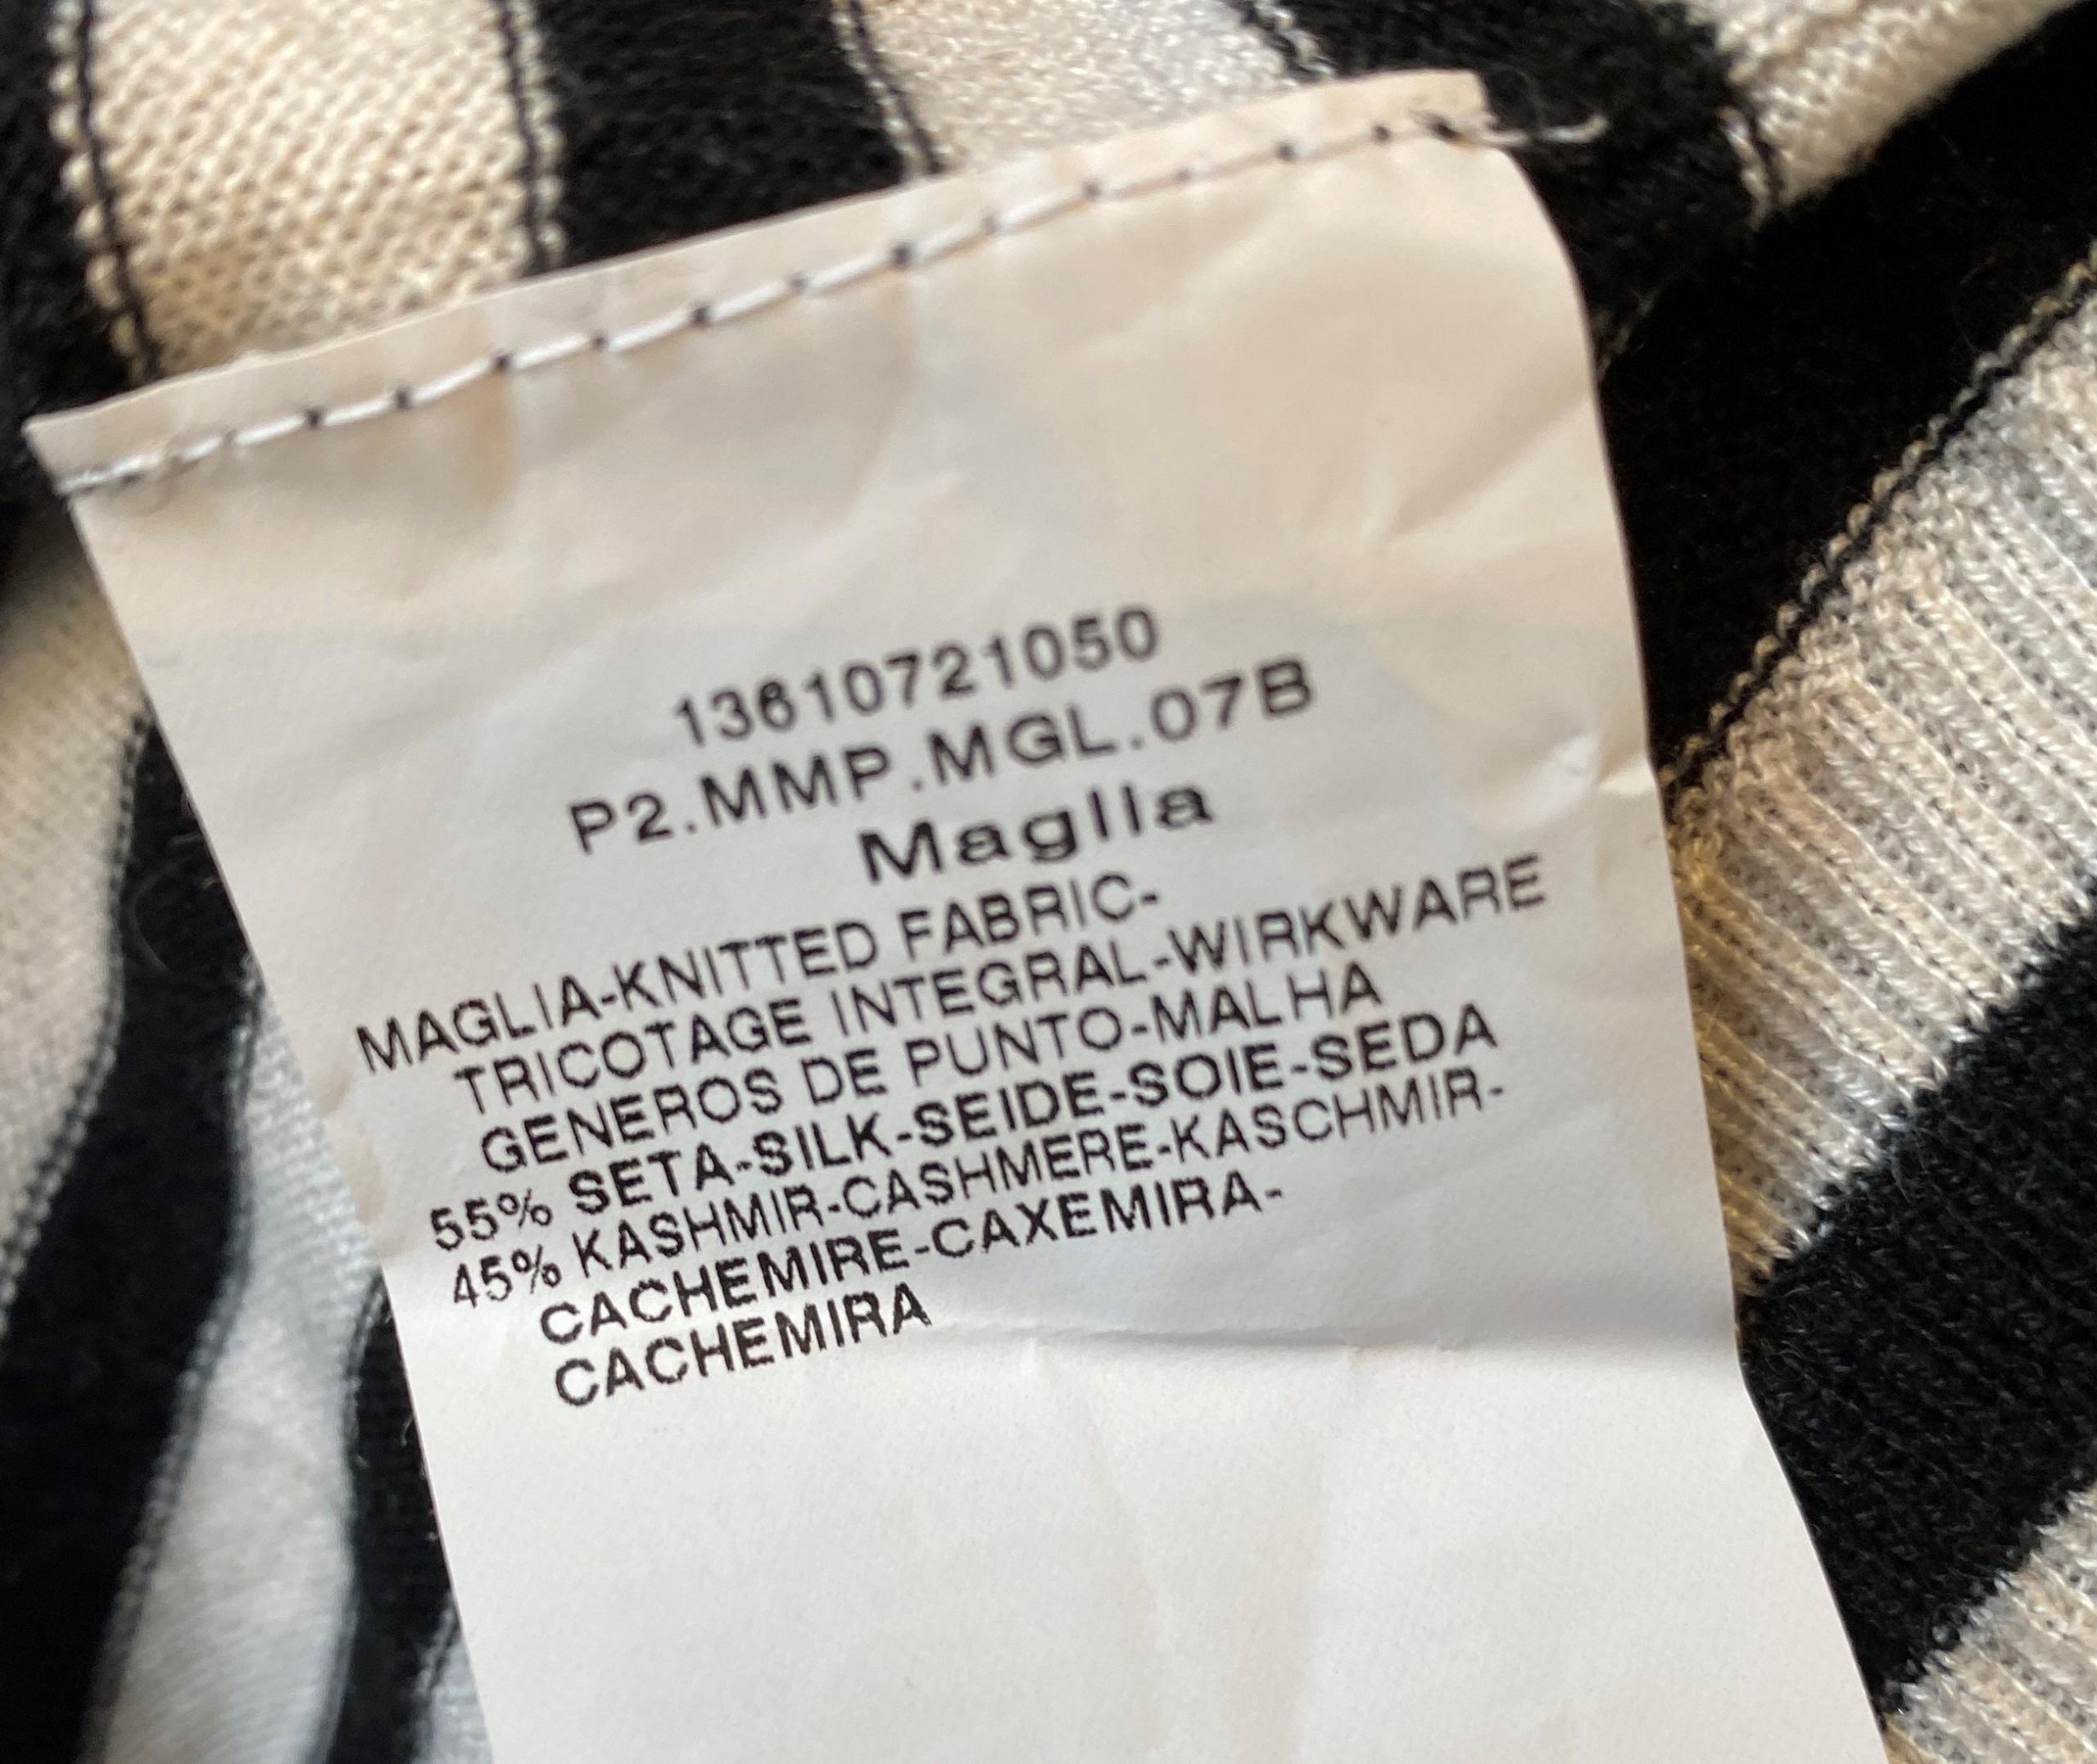 13610721050
P2.MMP.MGL.07B
Maglia
MAGLIA-KNITTED FABRIC-
TRICOTAGE INTEGRAL-WIRKWARE
GENEROS DE PUNTO-MALHA
55% SETA-SILK-SEIDE-SOIE-SEDA
45% KASHMIR-CASHMERE-KASCHMIR-
CACHEMIRE-CAXEMIRA-
CACHEMIRA